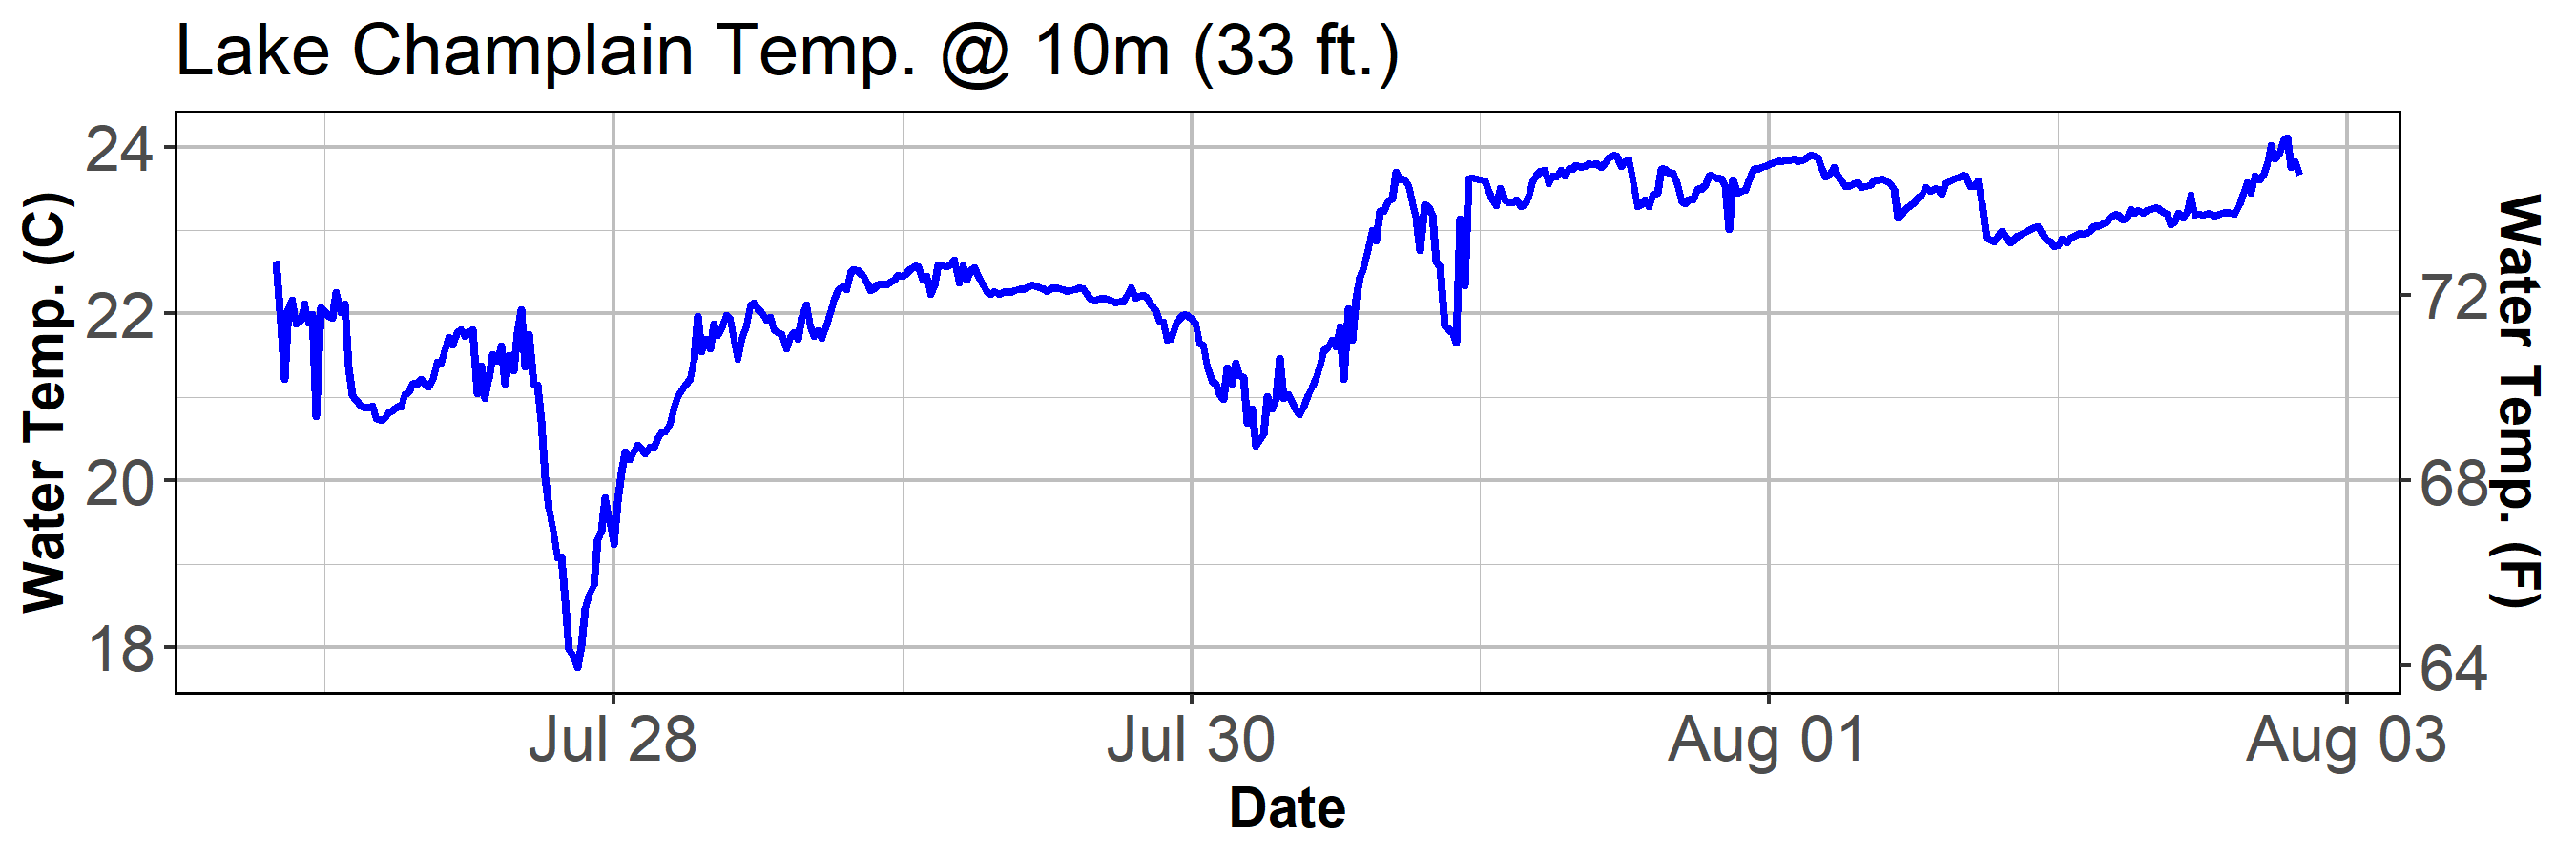 Lake Champlain Temp. @ 10m (33 ft.)
Water Temp. (C)
24
22
20
18
72
68
64
Water Temp. (F)
Jul 28
Jul 30
Aug 01
Aug 03
Date